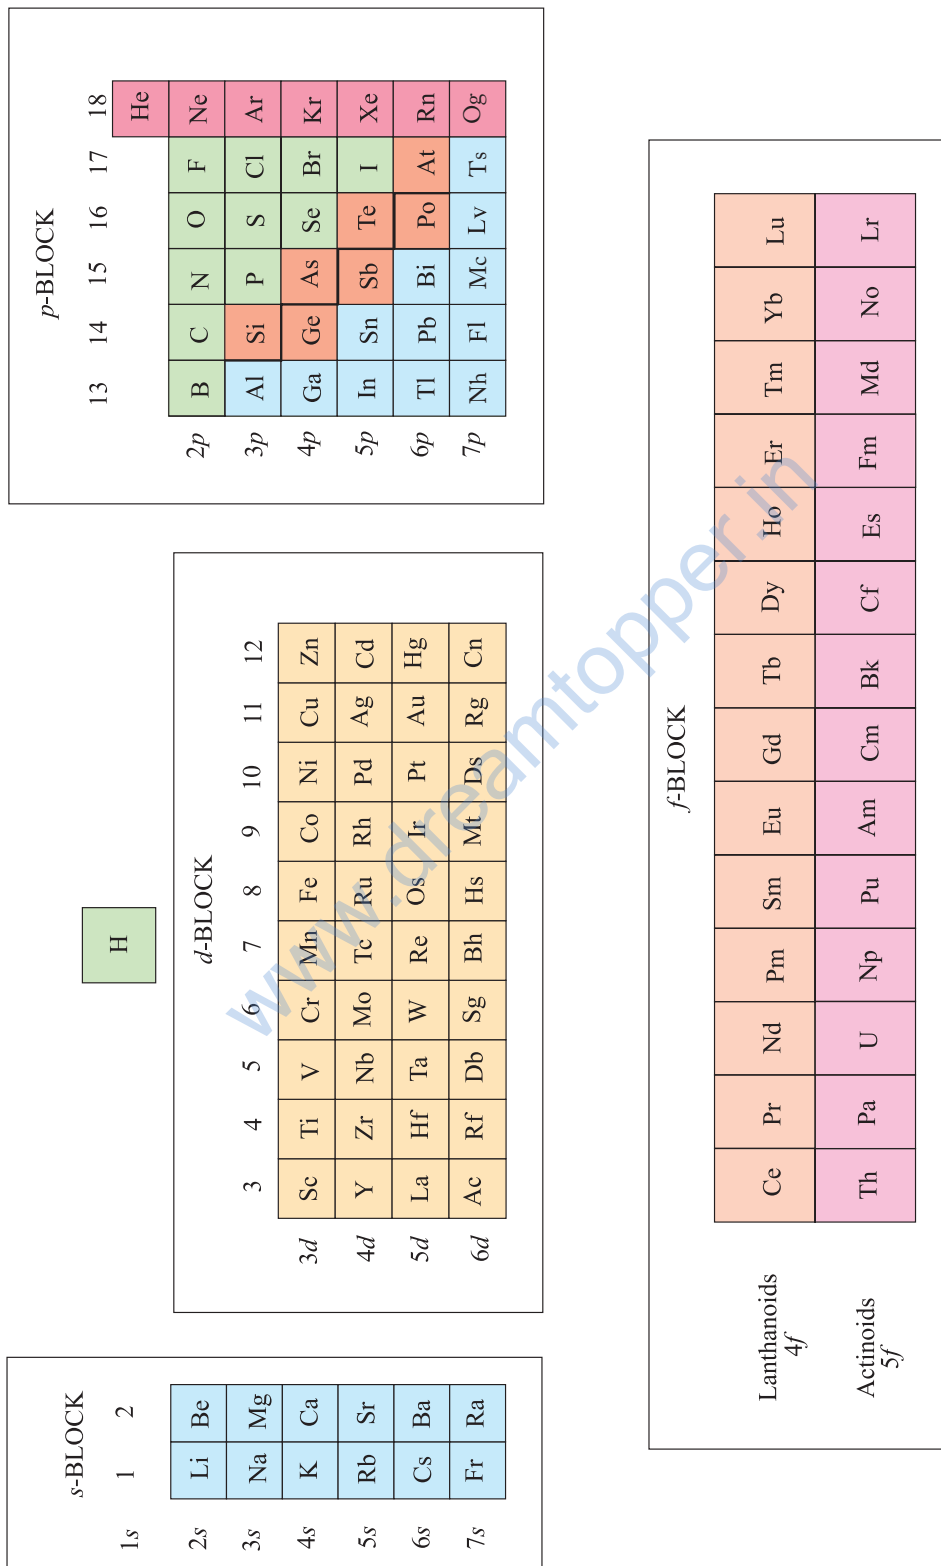 s-BLOCK
1 2
1s
2s Li Be
3s Na Mg
4s K Ca
5s Rb Sr
6s Cs Ba
7s Fr Ra
H
d-BLOCK
3 4 5 6 7 8 9 10 11 12
3d Sc Ti V Cr Mn Fe Co Ni Cu Zn
4d Y Zr Nb Mo Tc Ru Rh Pd Ag Cd
5d La Hf Ta W Re Os Ir Pt Au Hg
6d Ac Rf Db Sg Bh Hs Mt Ds Rg Cn
p-BLOCK
13 14 15 16 17 18
He
2p B C N O F Ne
3p Al Si P S Cl Ar
4p Ga Ge As Se Br Kr
5p In Sn Sb Te I Xe
6p Tl Pb Bi Po At Rn
7p Nh Fl Mc Lv Ts Og
f-BLOCK
Lanthanoids
4f
Ce Pr Nd Pm Sm Eu Gd Tb Dy Ho Er Tm Yb Lu
Actinoids
5f
Th Pa U Np Pu Am Cm Bk Cf Es Fm Md No Lr
www.dreamtopper.in